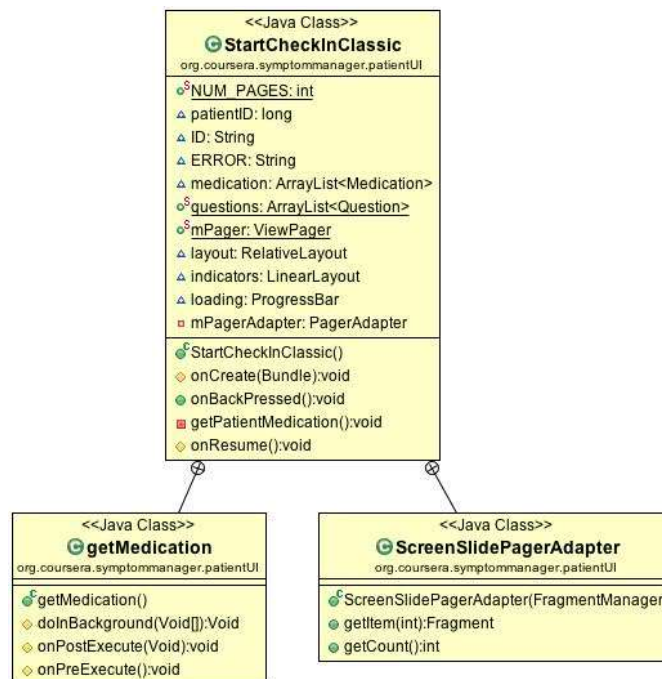 <<Java Class>>
StartCheckInClassic
org.coursera.symptommanager.patientUI
NUM_PAGES: int
patientID: long
ID: String
ERROR: String
medication: ArrayList<Medication>
questions: ArrayList<Question>
mPager: ViewPager
layout: RelativeLayout
indicators: LinearLayout
loading: ProgressBar
mPagerAdapter: PagerAdapter
StartCheckInClassic()
onCreate(Bundle):void
onBackPressed():void
getPatientMedication():void
onResume():void
<<Java Class>>
getMedication
org.coursera.symptommanager.patientUI
getMedication()
doInBackground(Void[]):Void
onPostExecute(Void):void
onPreExecute():void
<<Java Class>>
ScreenSlidePagerAdapter
org.coursera.symptommanager.patientUI
ScreenSlidePagerAdapter(FragmentManager
getItem(int):Fragment
getCount():int